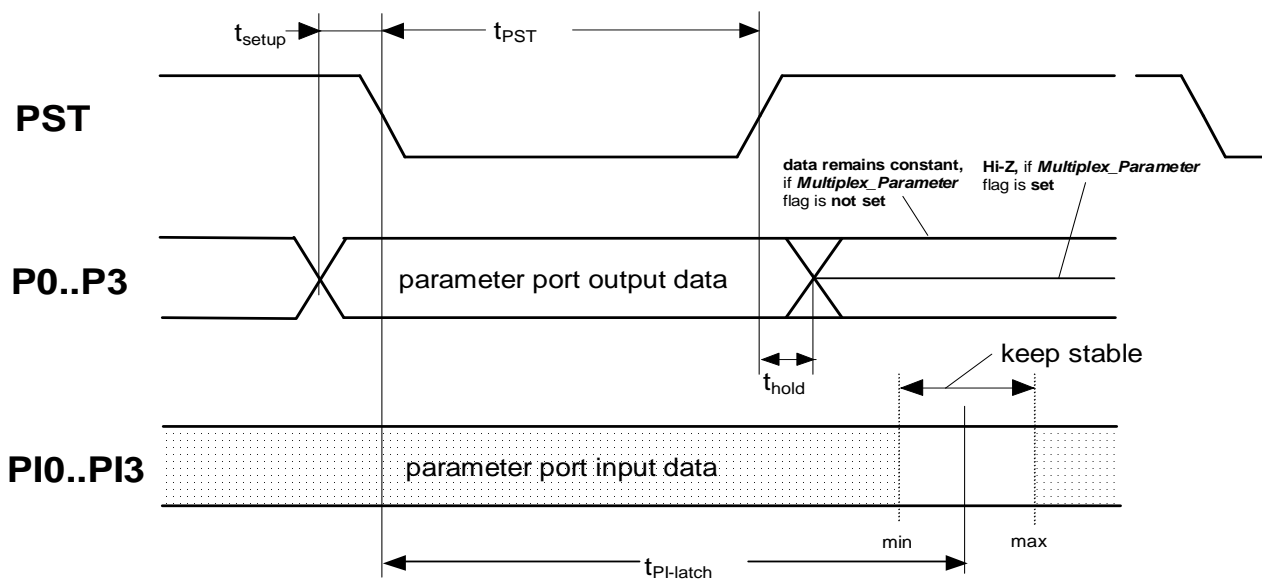 tsetup
tPST
PST
data remains constant,
if Multiplex_Parameter
flag is not set
Hi-Z, if Multiplex_Parameter
flag is set
P0..P3
parameter port output data
keep stable
thold
PI0..PI3
parameter port input data
min
max
tPI-latch